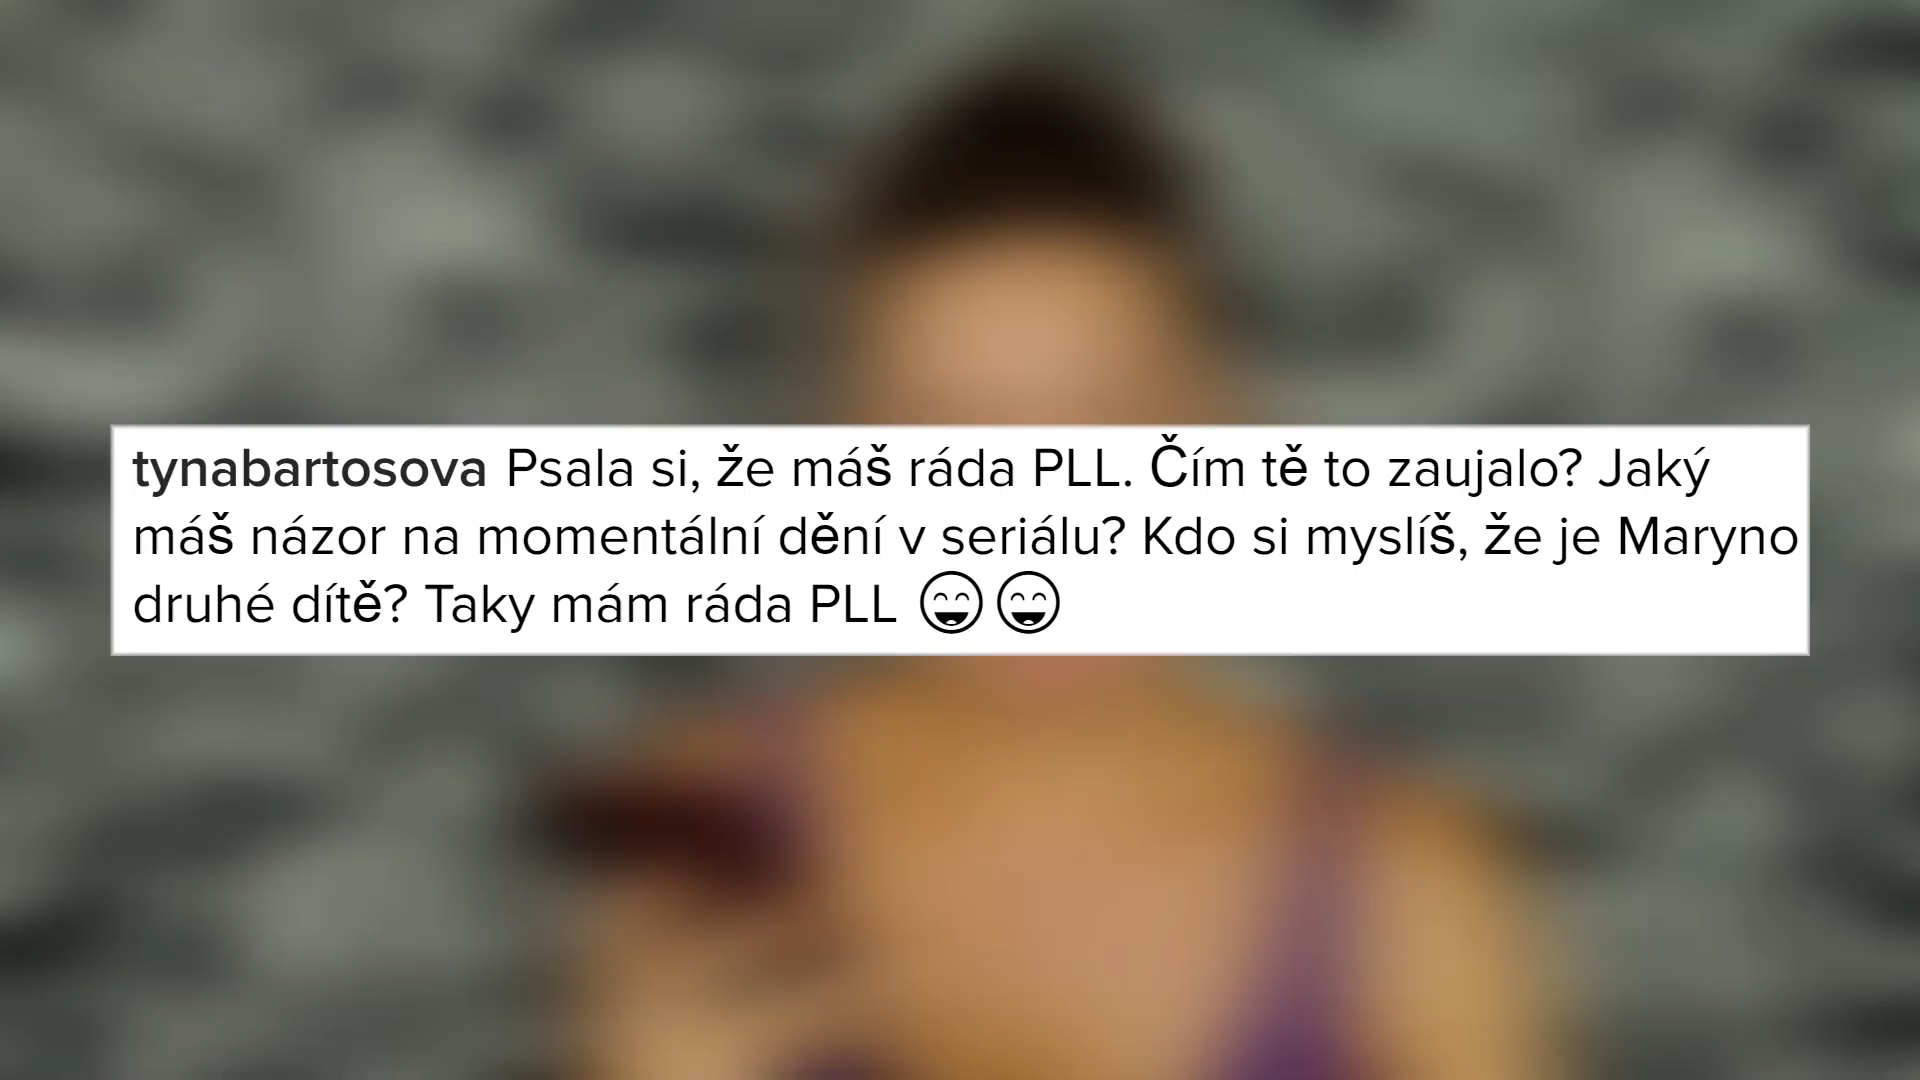 tynabartosova Psala si, že máš ráda PLL. Čím tě to zaujalo? Jaký
máš názor na momentální dění v seriálu? Kdo si myslíš, že je Maryno
druhé dítě? Taky mám ráda PLL 😄😄